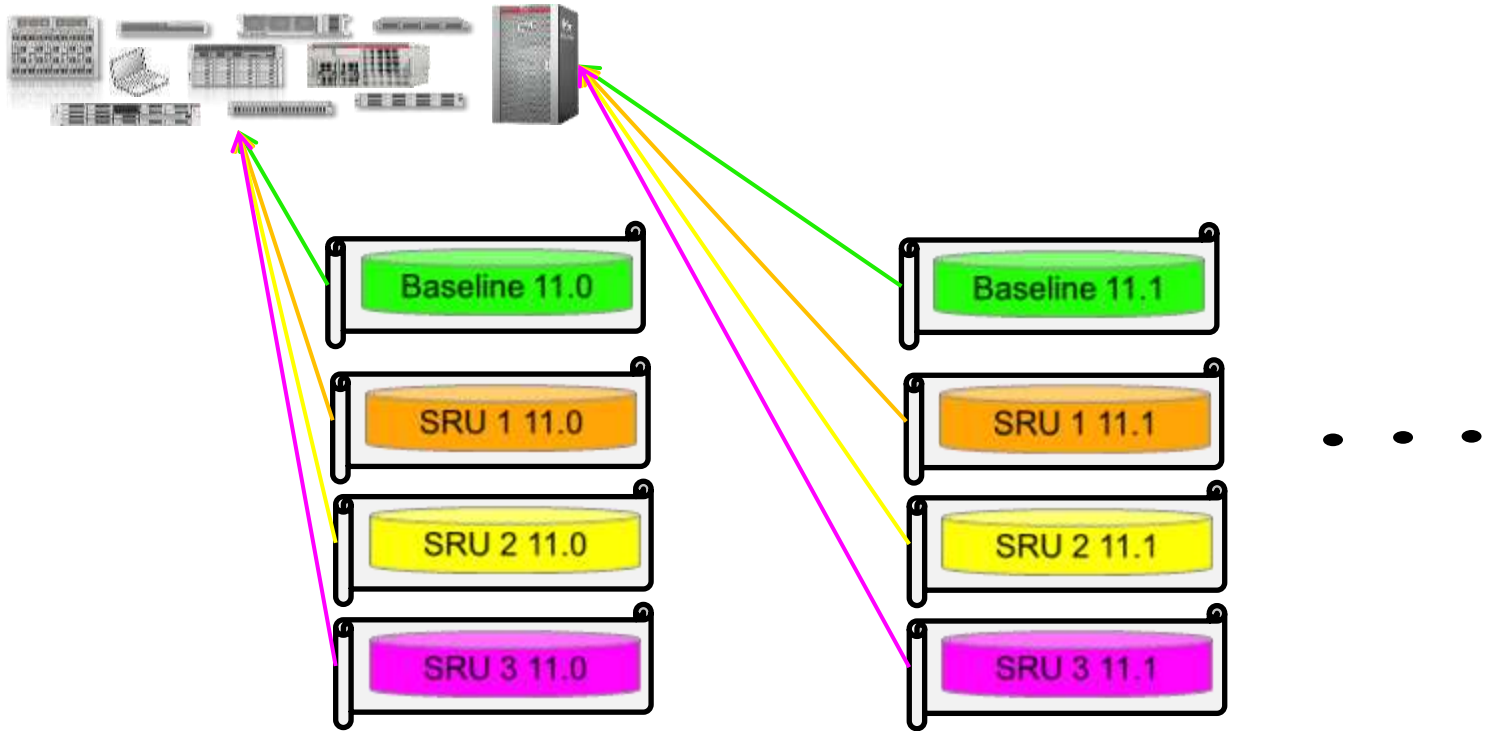 Baseline 11.0
Baseline 11.1
SRU 1 11.0
SRU 1 11.1
SRU 2 11.0
SRU 2 11.1
SRU 3 11.0
SRU 3 11.1